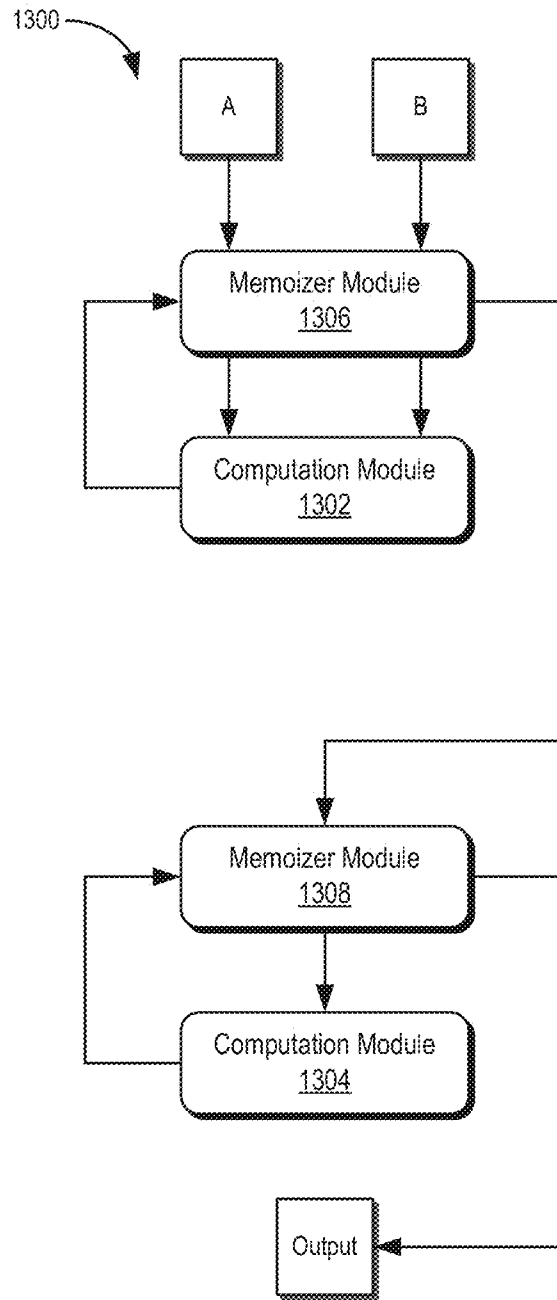 1300
A
B
Memoizer Module
1306
Computation Module
1302
Memoizer Module
1308
Computation Module
1304
Output